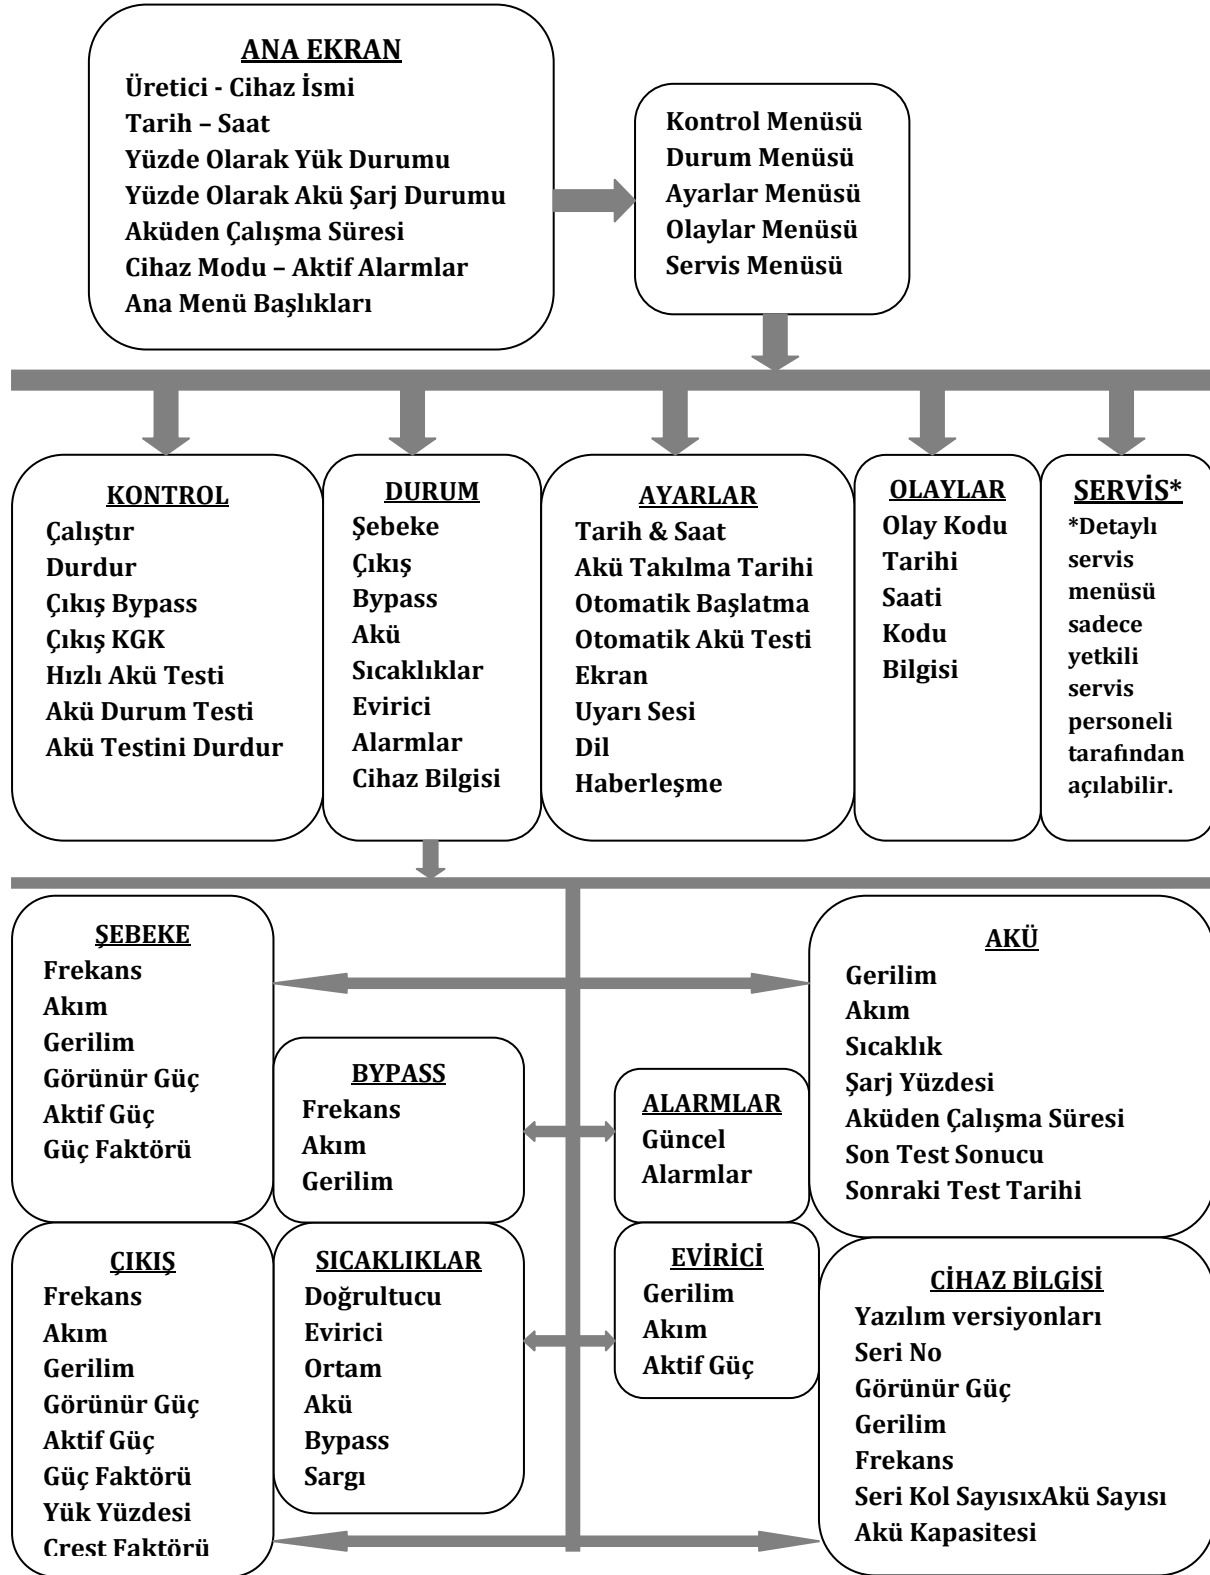 ANA EKRAN
Üretici - Cihaz İsmi
Tarih – Saat
Yüzde Olarak Yük Durumu
Yüzde Olarak Akü Şarj Durumu
Aküden Çalışma Süresi
Cihaz Modu – Aktif Alarmlar
Ana Menü Başlıkları
Kontrol Menüsü
Durum Menüsü
Ayarlar Menüsü
Olaylar Menüsü
Servis Menüsü
KONTROL
Çalıştır
Durdur
Çıkış Bypass
Çıkış KGK
Hızlı Akü Testi
Akü Durum Testi
Akü Testini Durdur
DURUM
Şebeke
Çıkış
Bypass
Akü
Sıcaklıklar
Evirici
Alarmlar
Cihaz Bilgisi
AYARLAR
Tarih & Saat
Akü Takılma Tarihi
Otomatik Başlatma
Otomatik Akü Testi
Ekran
Uyarı Sesi
Dil
Haberleşme
OLAYLAR
Olay Kodu
Tarihi
Saati
Kodu
Bilgisi
SERVİS*
*Detaylı
servis
menüsü
sadece
yetkili
servis
personeli
tarafından
açılabilir.
ŞEBEKE
Frekans
Akım
Gerilim
Görünür Güç
Aktif Güç
Güç Faktörü
BYPASS
Frekans
Akım
Gerilim
ALARMLAR
Güncel
Alarmlar
AKÜ
Gerilim
Akım
Sıcaklık
Şarj Yüzdesi
Aküden Çalışma Süresi
Son Test Sonucu
Sonraki Test Tarihi
ÇIKIŞ
Frekans
Akım
Gerilim
Görünür Güç
Aktif Güç
Güç Faktörü
Yük Yüzdesi
Crest Faktörü
SICAKLIKLAR
Doğrultucu
Evirici
Ortam
Akü
Bypass
Sargı
EVİRİCİ
Gerilim
Akım
Aktif Güç
CİHAZ BİLGİSİ
Yazılım versiyonları
Seri No
Görünür Güç
Gerilim
Frekans
Seri Kol SayısıxAkü Sayısı
Akü Kapasitesi